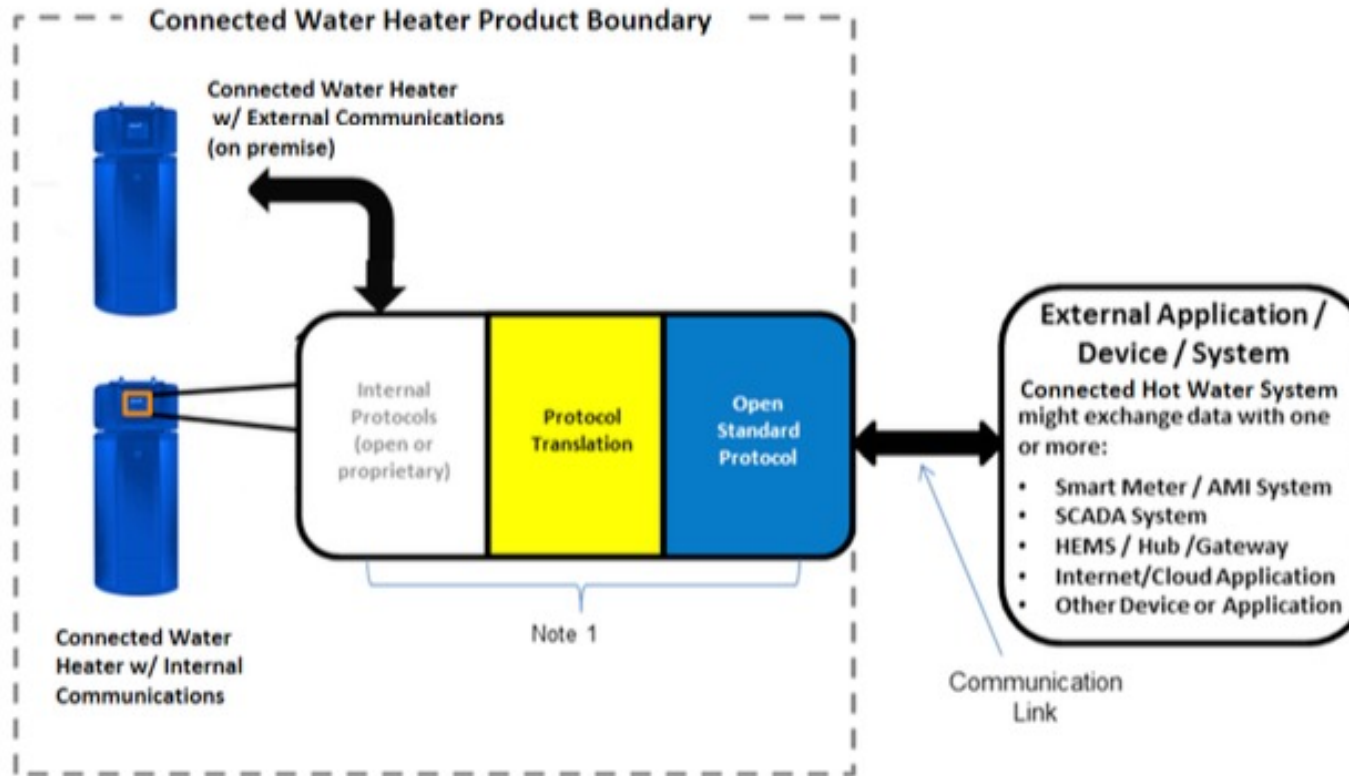 Connected Water Heater Product Boundary
Connected Water Heater
w/ External Communications
(on premise)
Internal
Protocols
(open or
proprietary)
Protocol
Translation
Open
Standard
Protocol
External Application /
Device / System
Connected Hot Water System
might exchange data with one
or more:
• Smart Meter / AMI System
• SCADA System
• HEMS / Hub /Gateway
• Internet/Cloud Application
• Other Device or Application
Note 1
Connected Water
Heater w/ Internal
Communications
Communication
Link